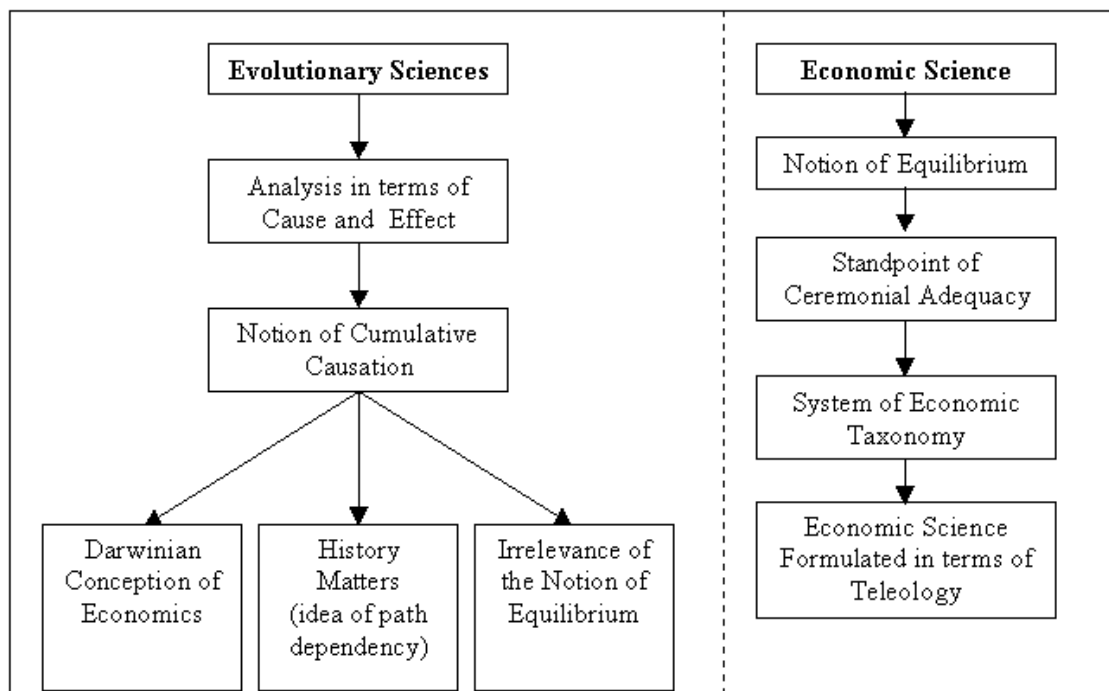 Evolutionary Sciences
Analysis in terms of
Cause and Effect
Notion of Cumulative
Causation
Darwinian
Conception of
Economics
History
Matters
(idea of path
dependency)
Irrelevance of
the Notion of
Equilibrium
Economic Science
Notion of Equilibrium
Standpoint of
Ceremonial Adequacy
System of Economic
Taxonomy
Economic Science
Formulated in terms of
Teleology